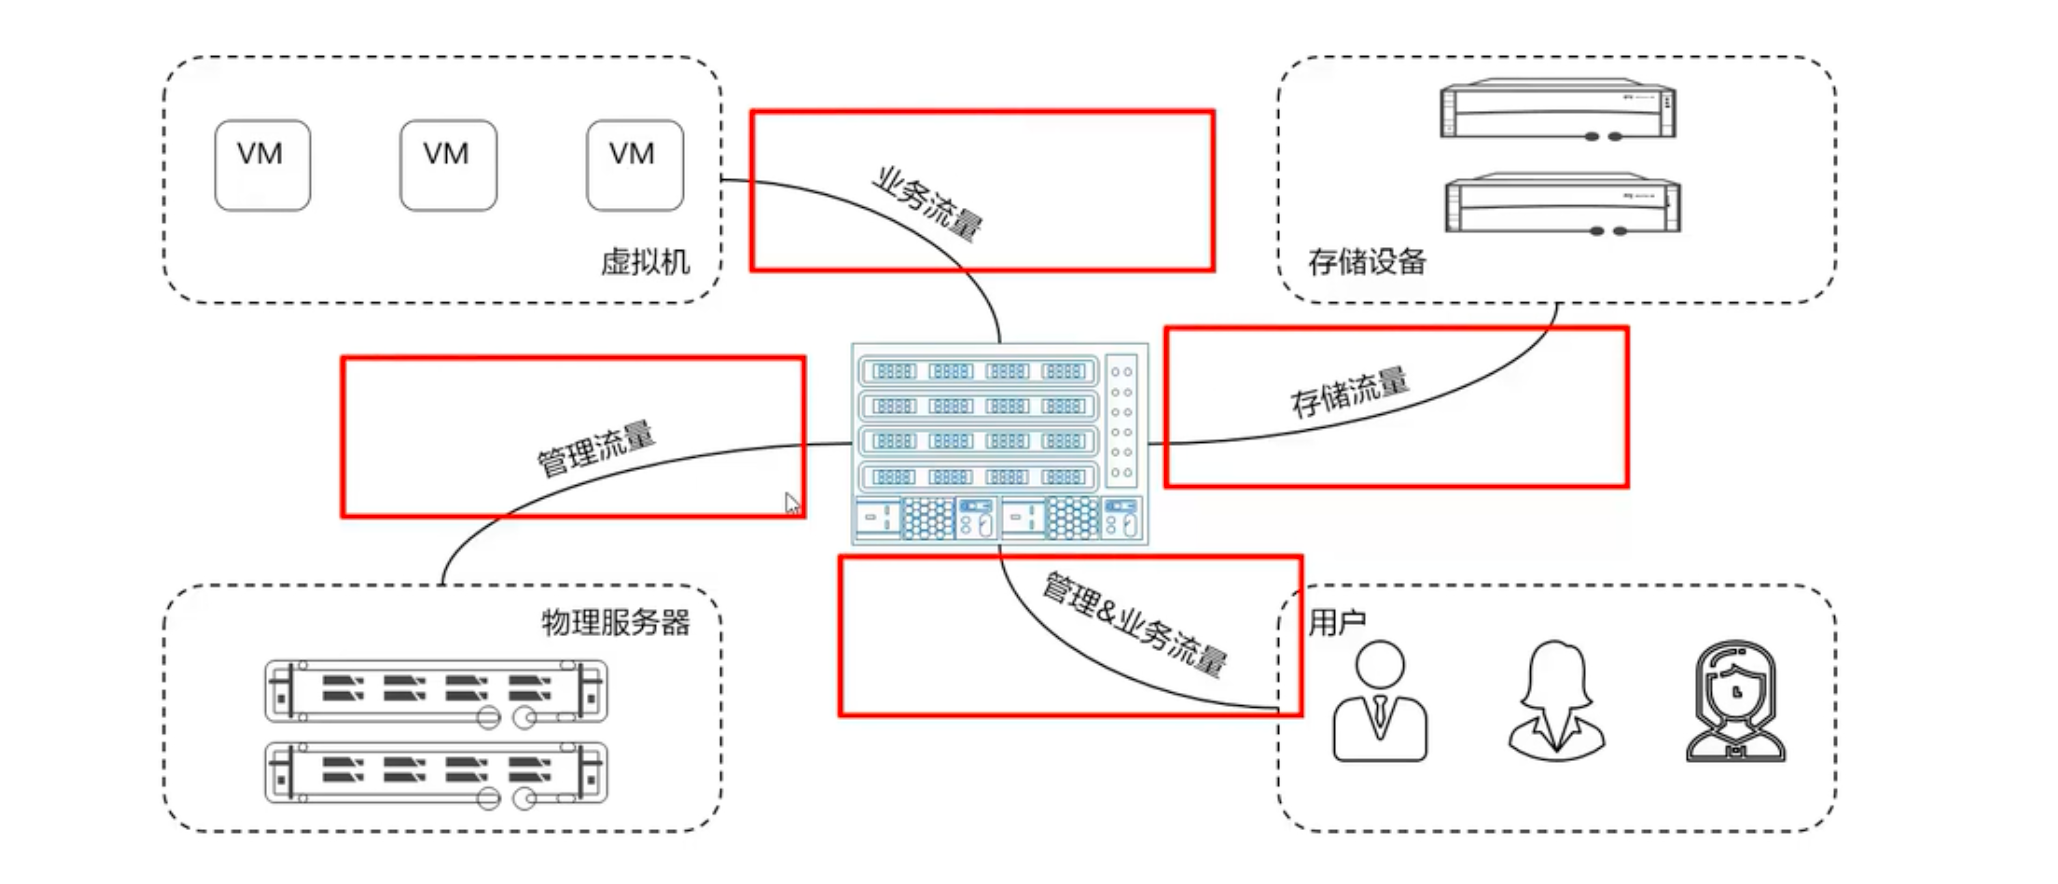 VM
VM
VM
虚拟机
业务流量
存储设备
管理流量
存储流量
物理服务器
管理&业务流量
用户